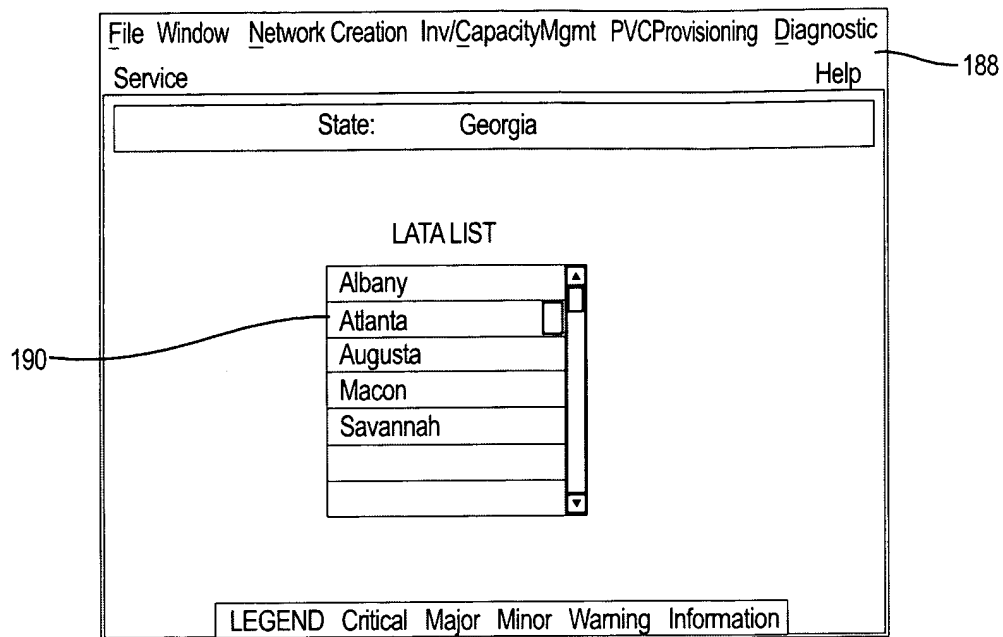 File Window Network Creation Inv/CapacityMgmt PVCProvisioning Diagnostic
188
Service Help
State: Georgia
LATA LIST
Albany
Atlanta
190
Augusta
Macon
Savannah
LEGEND Critical Major Minor Warning Information